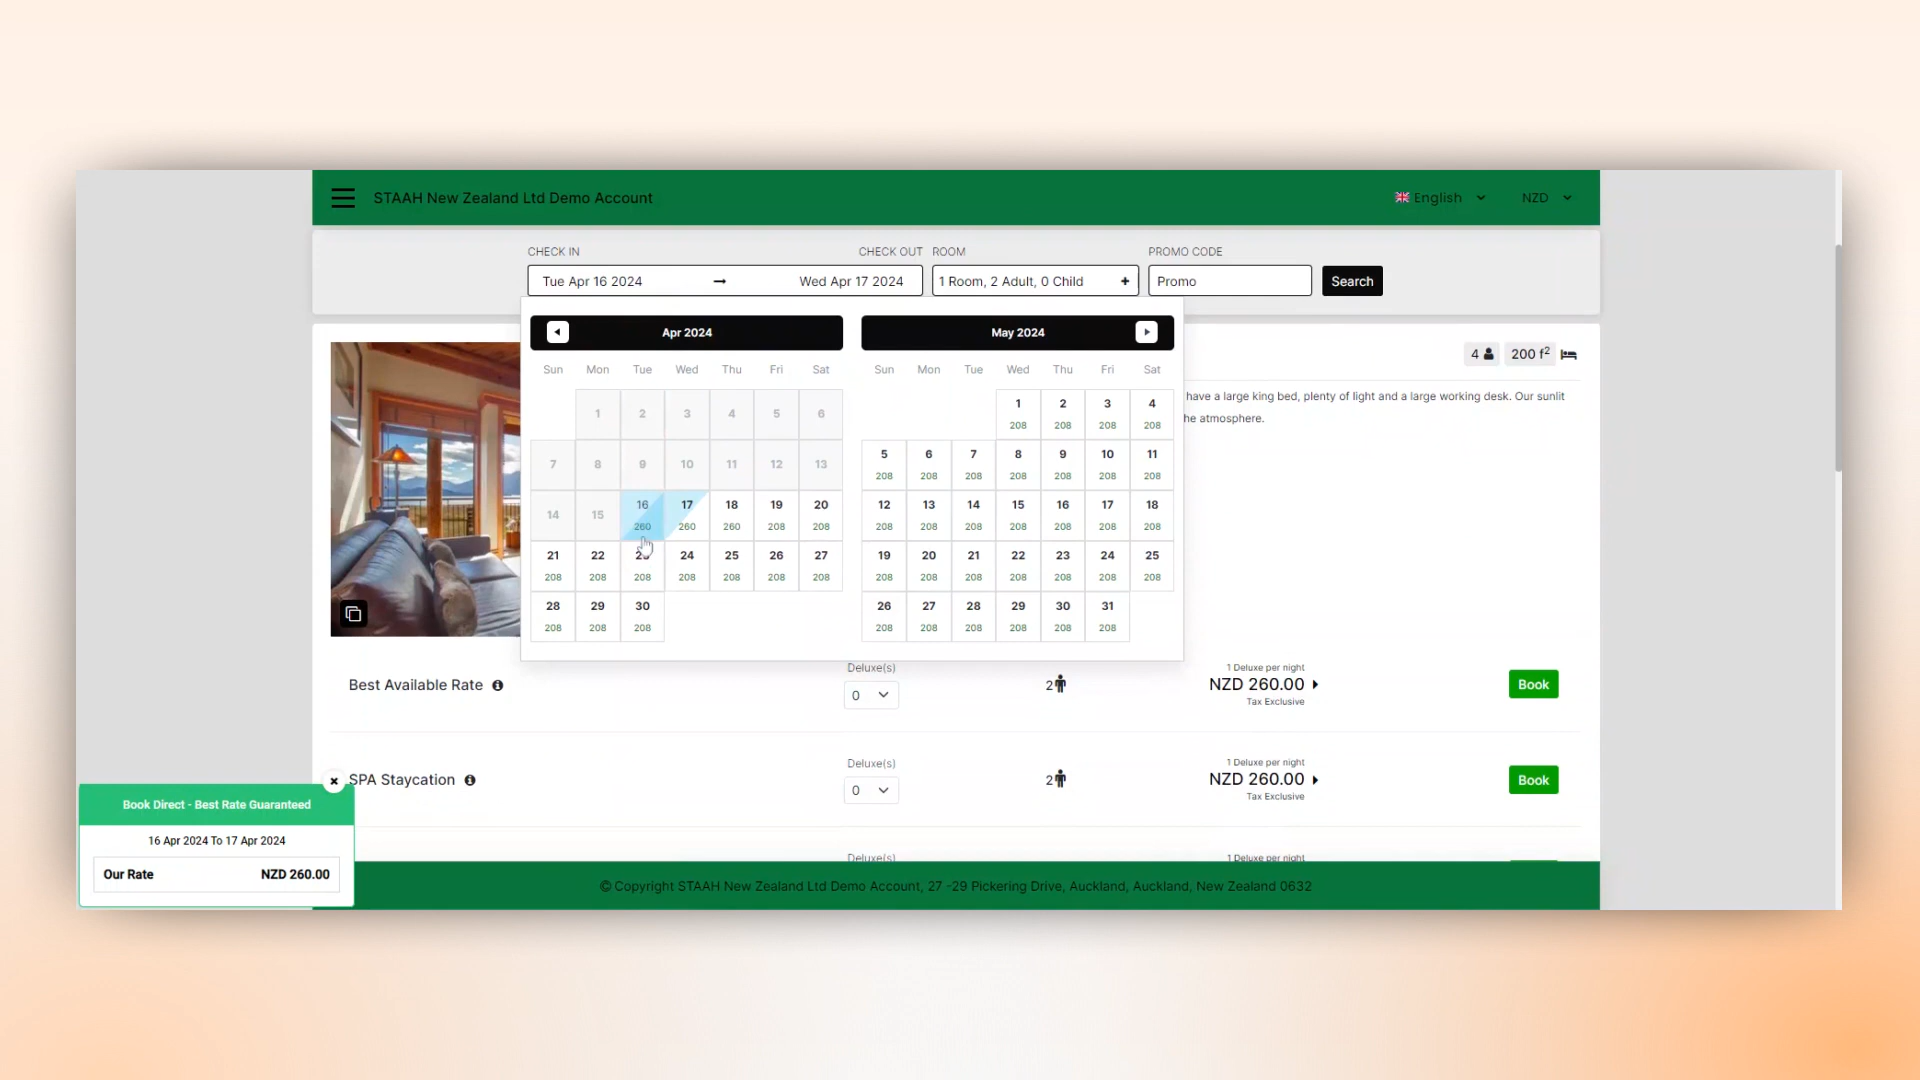 STAAH New Zealand Ltd Demo Account
English
NZD
CHECK IN
CHECK OUT
ROOM
PROMO CODE
Tue Apr 16 2024
Wed Apr 17 2024
1 Room, 2 Adult, 0 Child
Promo
Search
Apr 2024
Sun Mon Tue Wed Thu Fri Sat
1 2 3 4 5 6
7 8 9 10 11 12 13
14 15 16 17 18 19 20
260 260 260 208 208
21 22 23 24 25 26 27
208 208 208 208 208 208 208
28 29 30
208 208 208
May 2024
Sun Mon Tue Wed Thu Fri Sat
1 2 3 4
208 208 208 208
5 6 7 8 9 10 11
208 208 208 208 208 208 208
12 13 14 15 16 17 18
208 208 208 208 208 208 208
19 20 21 22 23 24 25
208 208 208 208 208 208 208
26 27 28 29 30 31
208 208 208 208 208 208
4
200 f²
have a large king bed, plenty of light and a large working desk. Our sunlit
he atmosphere.
Best Available Rate
Deluxe(s)
0
2
1 Deluxe per night
NZD 260.00
Tax Exclusive
Book
SPA Staycation
Deluxe(s)
0
2
1 Deluxe per night
NZD 260.00
Tax Exclusive
Book
Deluxe(s)
1 Deluxe per night
Book Direct - Best Rate Guaranteed
16 Apr 2024 To 17 Apr 2024
Our Rate NZD 260.00
© Copyright STAAH New Zealand Ltd Demo Account, 27 -29 Pickering Drive, Auckland, Auckland, New Zealand 0632